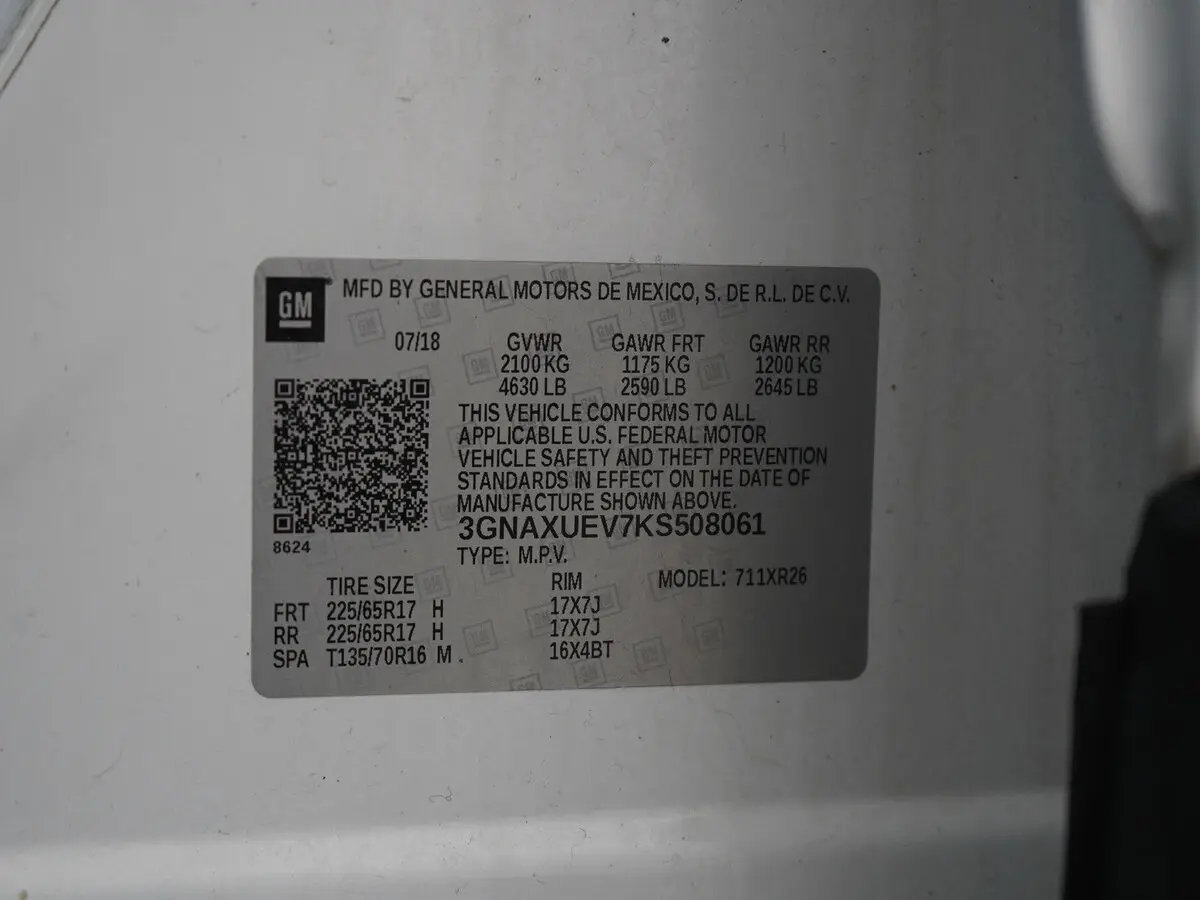 GM
MFD BY GENERAL MOTORS DE MEXICO, S. DE R.L. DE C.V.
07/18 GVWR GAWR FRT GAWR RR
2100 KG 1175 KG 1200 KG
4630 LB 2590 LB 2645 LB
THIS VEHICLE CONFORMS TO ALL
APPLICABLE U.S. FEDERAL MOTOR
VEHICLE SAFETY AND THEFT PREVENTION
STANDARDS IN EFFECT ON THE DATE OF
MANUFACTURE SHOWN ABOVE.
3GNAXUEV7KS508061
8624
TYPE: M.P.V.
TIRE SIZE RIM MODEL: 711XR26
FRT 225/65R17 H 17X7J
RR 225/65R17 H 17X7J
SPA T135/70R16 M . 16X4BT